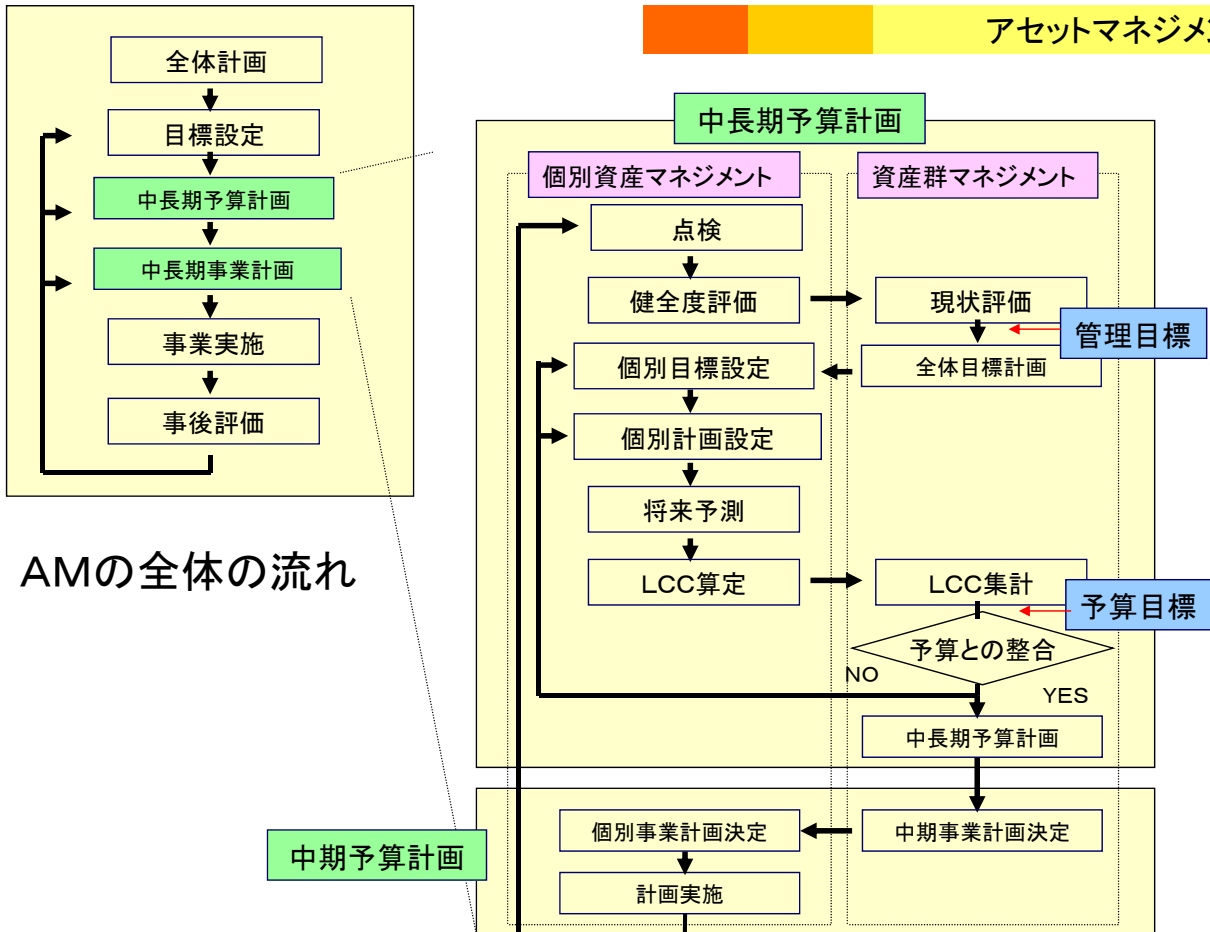 アセットマネジメ
全体計画
目標設定
中長期予算計画
中長期事業計画
事業実施
事後評価
AMの全体の流れ
中長期予算計画
個別資産マネジメント
資産群マネジメント
点検
健全度評価
現状評価
管理目標
個別目標設定
全体目標計画
個別計画設定
将来予測
LCC算定
LCC集計
予算目標
予算との整合
NO
YES
中長期予算計画
中期予算計画
個別事業計画決定
中期事業計画決定
計画実施